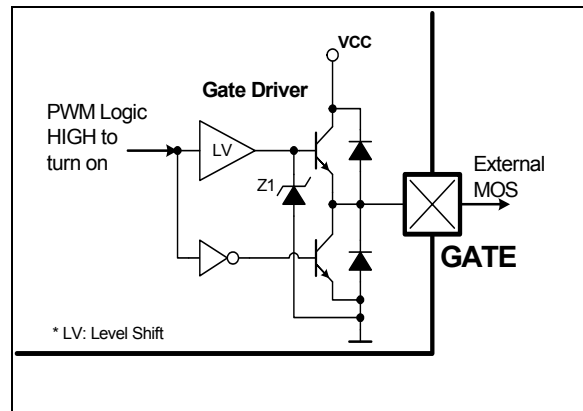 VCC
Gate Driver
PWM Logic
HIGH to
turn on
LV
Z1
External
MOS
GATE
* LV: Level Shift